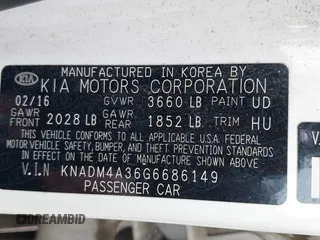 MANUFACTURED IN KOREA BY
KIA
KIA MOTORS CORPORATION
02/16 GVWR 3660 LB PAINT UD
GAWR FRONT 2028 LB GAWR REAR 1852 LB TRIM HU
THIS VEHICLE CONFORMS TO ALL APPLICABLE U.S.A FEDERAL
MOTOR VEHICLE SAFETY, BUMPER, AND THEFT PREVENTION STANDARDS
IN EFFECT ON THE DATE OF MANUFACTURE SHOWN ABOVE.
V.I.N KNADM4A36G6686149
PASSENGER CAR
DREAMBID